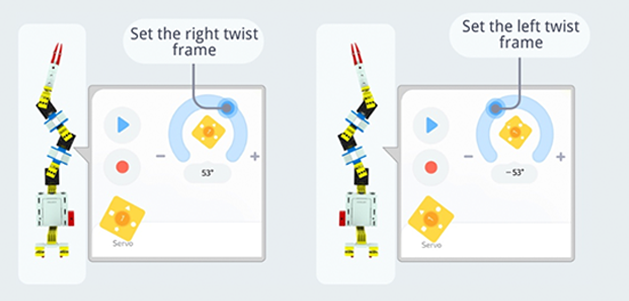 Set the right twist
frame
Set the left twist
frame
− +
53°
− +
−53°
Servo
Servo